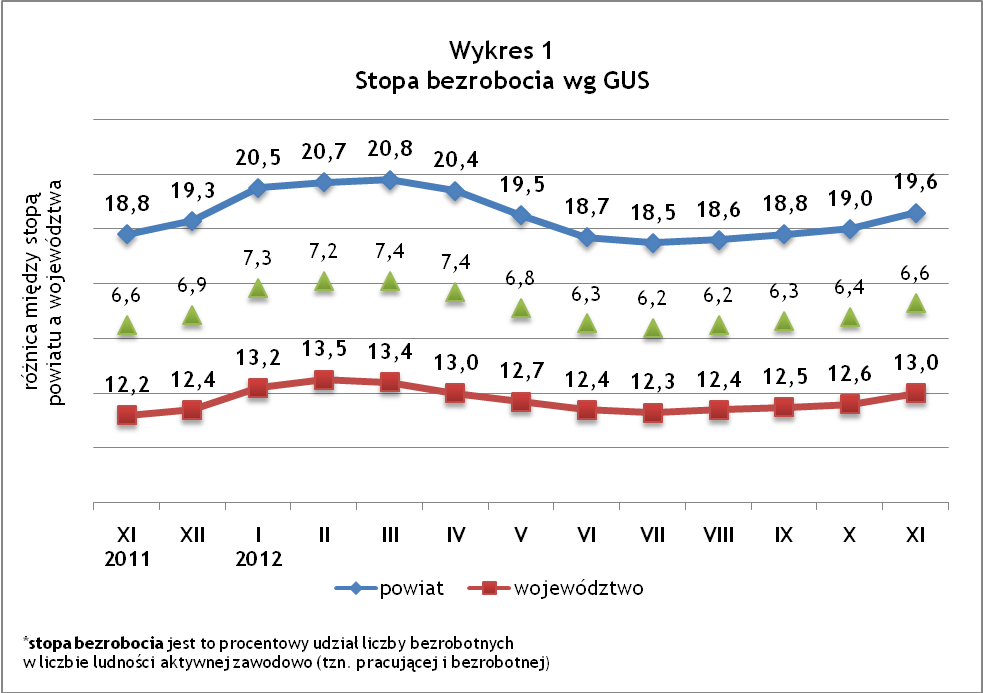 Wykres 1
Stopa bezrobocia wg GUS
różnica między stopą
powiatu a województwa
18,8 19,3 20,5 20,7 20,8 20,4 19,5 18,7 18,5 18,6 18,8 19,0 19,6
6,6 6,9 7,3 7,2 7,4 7,4 6,8 6,3 6,2 6,2 6,3 6,4 6,6
12,2 12,4 13,2 13,5 13,4 13,0 12,7 12,4 12,3 12,4 12,5 12,6 13,0
XI XII I II III IV V VI VII VIII IX X XI
2011 2012
powiat województwo
*stopa bezrobocia jest to procentowy udział liczby bezrobotnych
w liczbie ludności aktywnej zawodowo (tzn. pracującej i bezrobotnej)